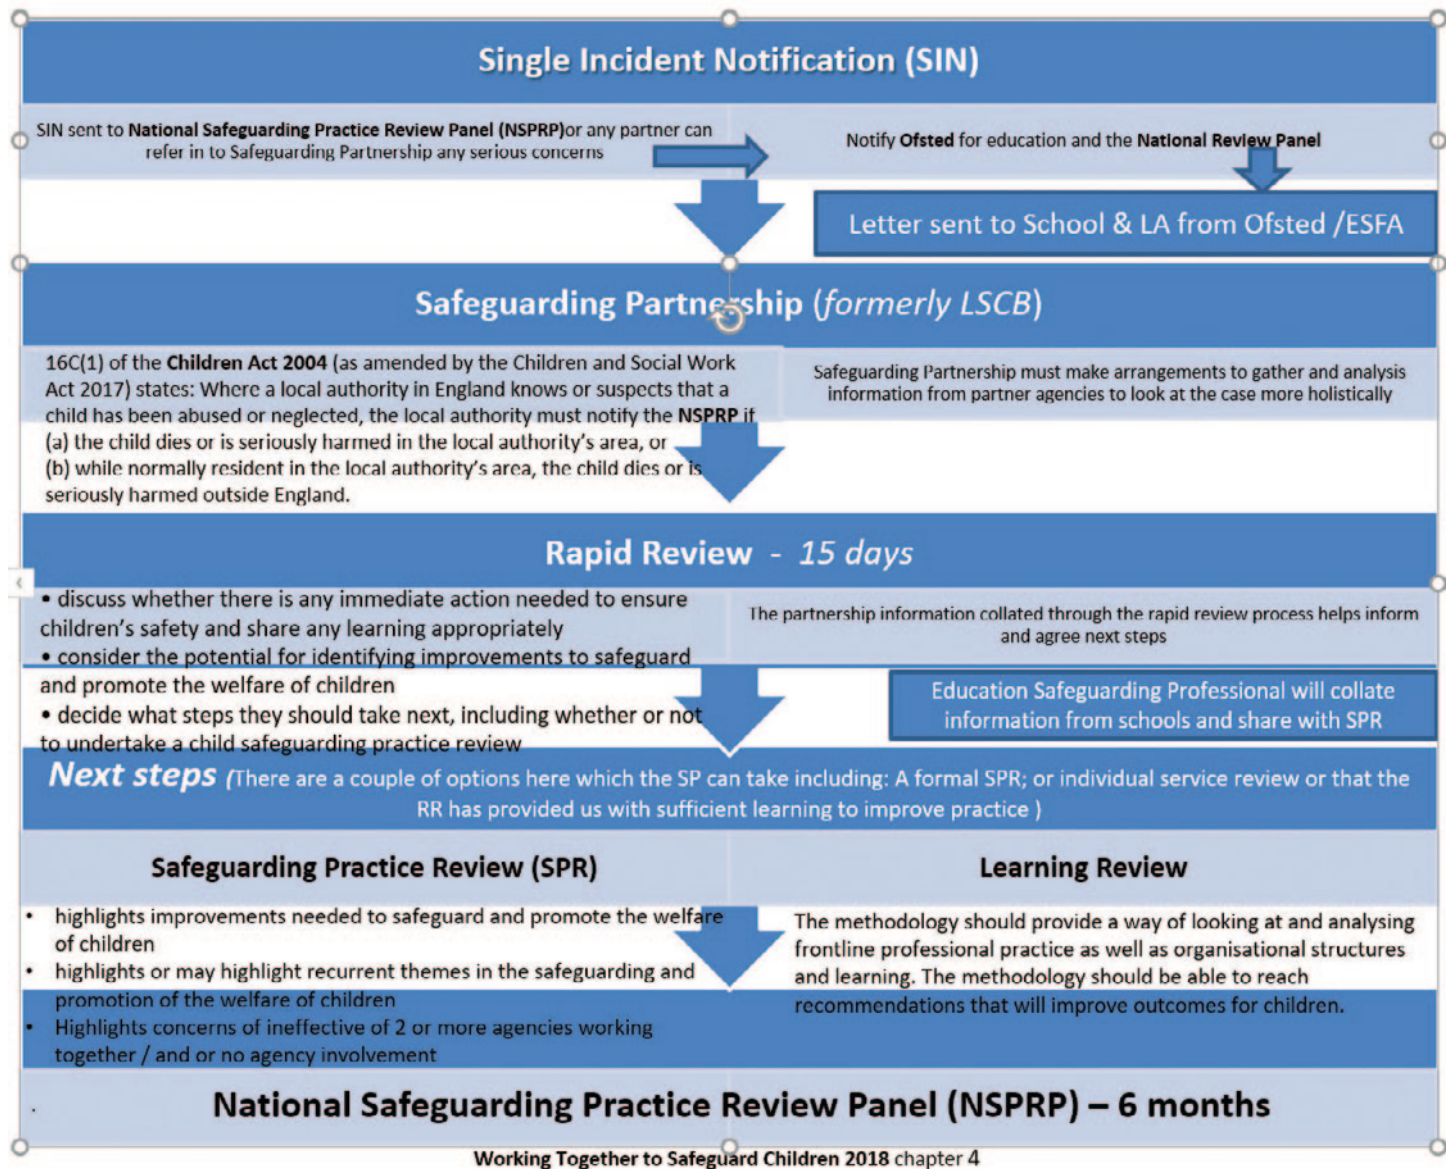 Single Incident Notification (SIN)
SIN sent to National Safeguarding Practice Review Panel (NSPRP)or any partner can
refer in to Safeguarding Partnership any serious concerns
Notify Ofsted for education and the National Review Panel
Letter sent to School & LA from Ofsted /ESFA
Safeguarding Partnership (formerly LSCB)
16C(1) of the Children Act 2004 (as amended by the Children and Social Work
Act 2017) states: Where a local authority in England knows or suspects that a
child has been abused or neglected, the local authority must notify the NSPRP if
(a) the child dies or is seriously harmed in the local authority’s area, or
(b) while normally resident in the local authority’s area, the child dies or is
seriously harmed outside England.
Safeguarding Partnership must make arrangements to gather and analysis
information from partner agencies to look at the case more holistically
Rapid Review - 15 days
• discuss whether there is any immediate action needed to ensure
children’s safety and share any learning appropriately
• consider the potential for identifying improvements to safeguard
and promote the welfare of children
• decide what steps they should take next, including whether or not
to undertake a child safeguarding practice review
The partnership information collated through the rapid review process helps inform
and agree next steps
Education Safeguarding Professional will collate
information from schools and share with SPR
Next steps (There are a couple of options here which the SP can take including: A formal SPR; or individual service review or that the
RR has provided us with sufficient learning to improve practice )
Safeguarding Practice Review (SPR)
• highlights improvements needed to safeguard and promote the welfare
of children
• highlights or may highlight recurrent themes in the safeguarding and
promotion of the welfare of children
• Highlights concerns of ineffective of 2 or more agencies working
together / and or no agency involvement
Learning Review
The methodology should provide a way of looking at and analysing
frontline professional practice as well as organisational structures
and learning. The methodology should be able to reach
recommendations that will improve outcomes for children.
National Safeguarding Practice Review Panel (NSPRP) – 6 months
Working Together to Safeguard Children 2018 chapter 4